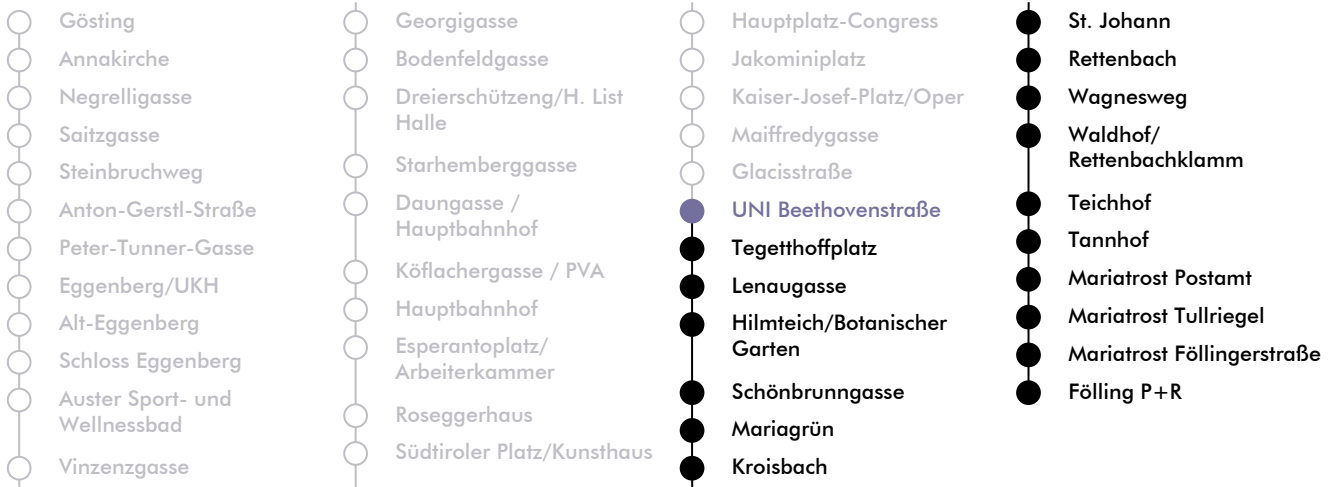 Gösting
Annakirche
Negrelligasse
Saitzgasse
Steinbruchweg
Anton-Gerstl-Straße
Peter-Tunner-Gasse
Eggenberg/UKH
Alt-Eggenberg
Schloss Eggenberg
Auster Sport- und
Wellnessbad
Vinzenzgasse
Georgigasse
Bodenfeldgasse
Dreierschützeng/H. List
Halle
Starhemberggasse
Daungasse /
Hauptbahnhof
Köflachergasse / PVA
Hauptbahnhof
Esperantoplatz/
Arbeiterkammer
Roseggerhaus
Südtiroler Platz/Kunsthaus
Hauptplatz-Congress
Jakominiplatz
Kaiser-Josef-Platz/Oper
Maiffredygasse
Glacisstraße
UNI Beethovenstraße
Tegetthoffplatz
Lenaugasse
Hilmteich/Botanischer
Garten
Schönbrunngasse
Mariagrün
Kroisbach
St. Johann
Rettenbach
Wagnesweg
Waldhof/
Rettenbachklamm
Teichhof
Tannhof
Mariatrost Postamt
Mariatrost Tullriegel
Mariatrost Föllingerstraße
Fölling P+R